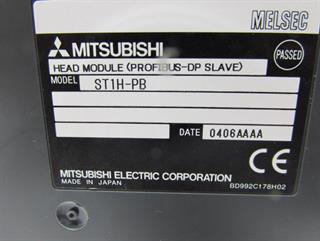 MELSEC
MITSUBISHI
HEAD MODULE (PROFIBUS-DP SLAVE)
PASSED
MODEL ST1H-PB
DATE 0406AAAA
CE
MITSUBISHI ELECTRIC CORPORATION
MADE IN JAPAN
BD992C178H02